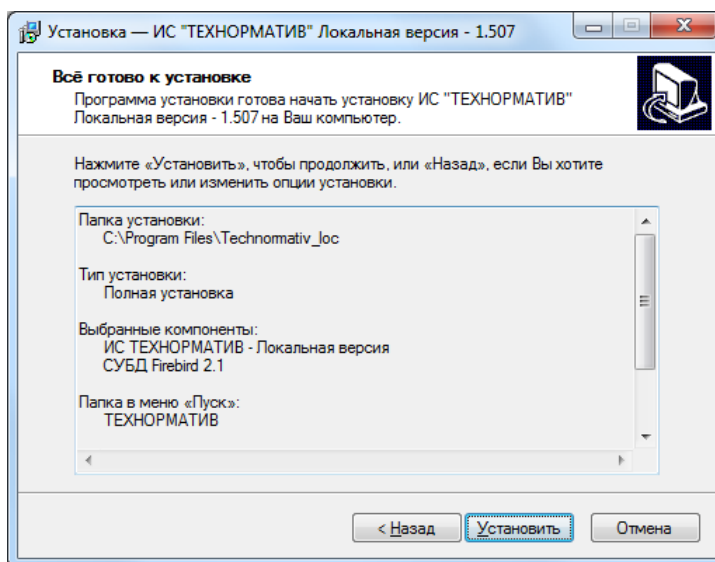 Установка — ИС "ТЕХНОРМАТИВ" Локальная версия - 1.507
Всё готово к установке
Программа установки готова начать установку ИС "ТЕХНОРМАТИВ"
Локальная версия - 1.507 на Ваш компьютер.
Нажмите «Установить», чтобы продолжить, или «Назад», если Вы хотите
просмотреть или изменить опции установки.
Папка установки:
C:\Program Files\Technormativ_loc
Тип установки:
Полная установка
Выбранные компоненты:
ИС ТЕХНОРМАТИВ - Локальная версия
СУБД Firebird 2.1
Папка в меню «Пуск»:
ТЕХНОРМАТИВ
< Назад
Установить
Отмена